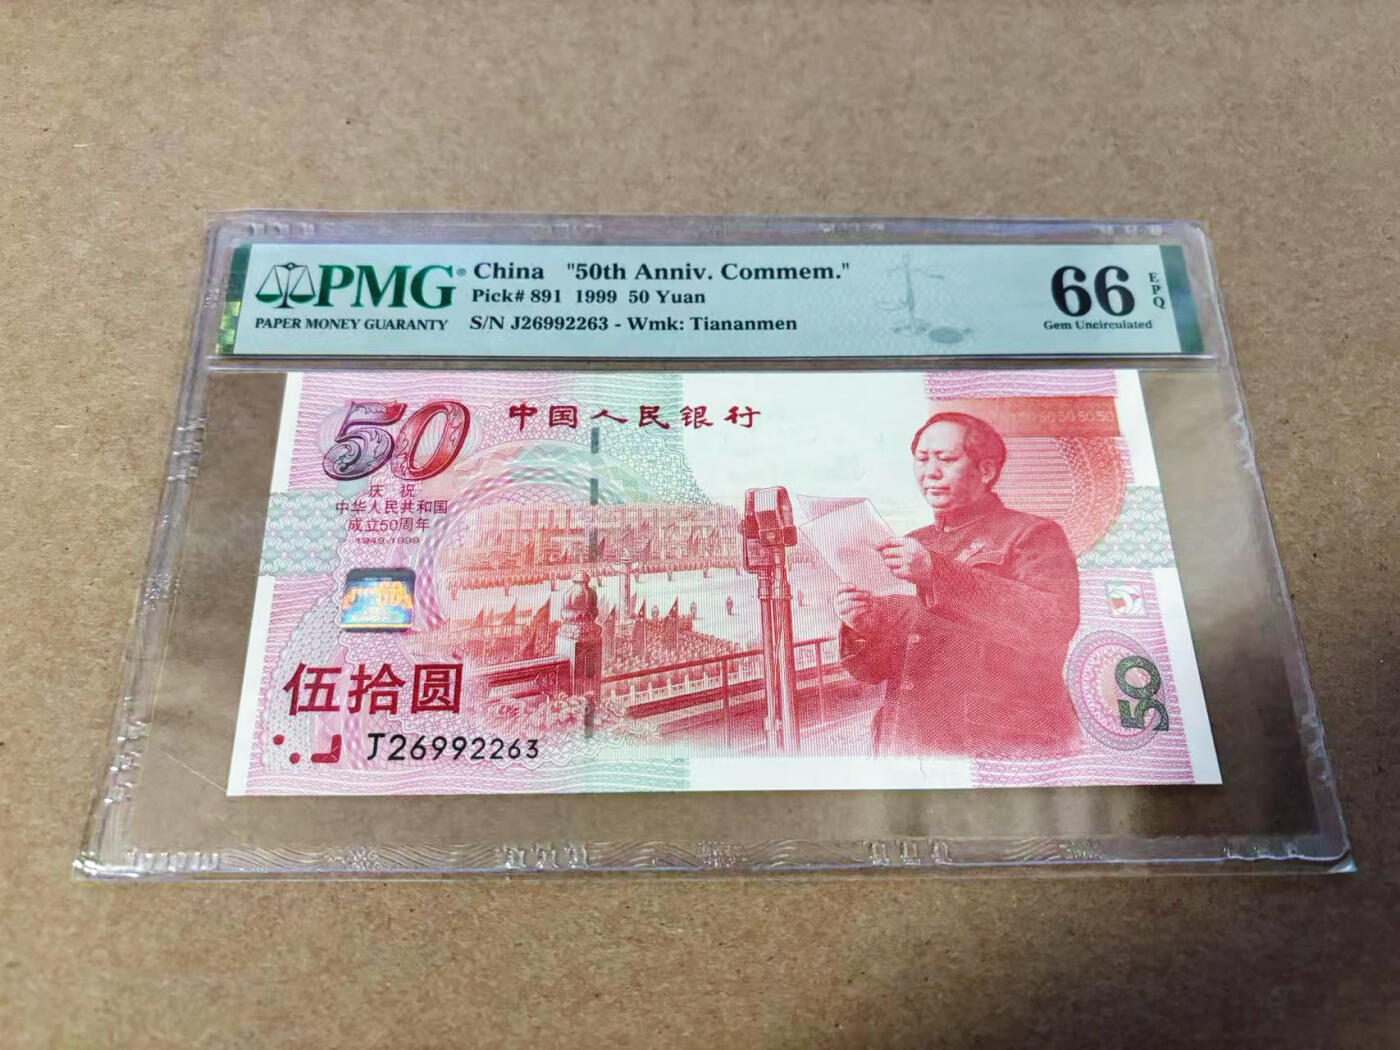 PMG® China "50th Anniv. Commem."
Pick# 891 1999 50 Yuan
PAPER MONEY GUARANTY S/N J26992263 - Wmk: Tiananmen
66 EPQ
Gem Uncirculated
50 中国人民银行
庆 祝
中华人民共和国
成立50周年
1949-1999
伍拾圆
J26992263
50